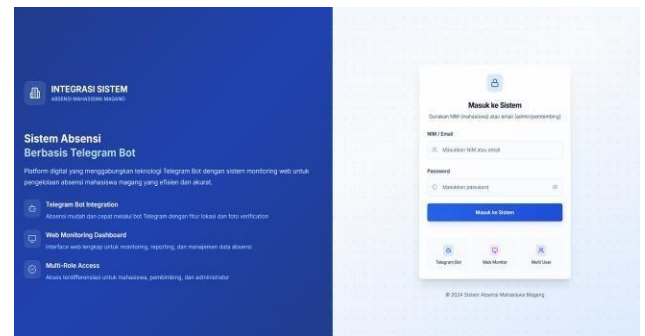 INTEGRASI SISTEM
ABSENSI MAHASISWA MAGANG
Sistem Absensi
Berbasis Telegram Bot
Platform digital yang menggabungkan teknologi Telegram Bot dengan sistem monitoring web untuk
pengelolaan absensi mahasiswa magang yang efisien dan akurat.
Telegram Bot Integration
Absensi mudah dan cepat melalui bot Telegram dengan fitur lokasi dan foto verification
Web Monitoring Dashboard
Interface web lengkap untuk monitoring, reporting, dan manajemen data absensi
Multi-Role Access
Akses terdifferensiasi untuk mahasiswa, pembimbing, dan administrator
Masuk ke Sistem
Gunakan NIM (mahasiswa) atau email (admin/pembimbing)
NIM / Email
Masukkan NIM atau email
Password
Masukkan password
Masuk ke Sistem
Telegram Bot
Web Monitor
Multi User
© 2024 Sistem Absensi Mahasiswa Magang